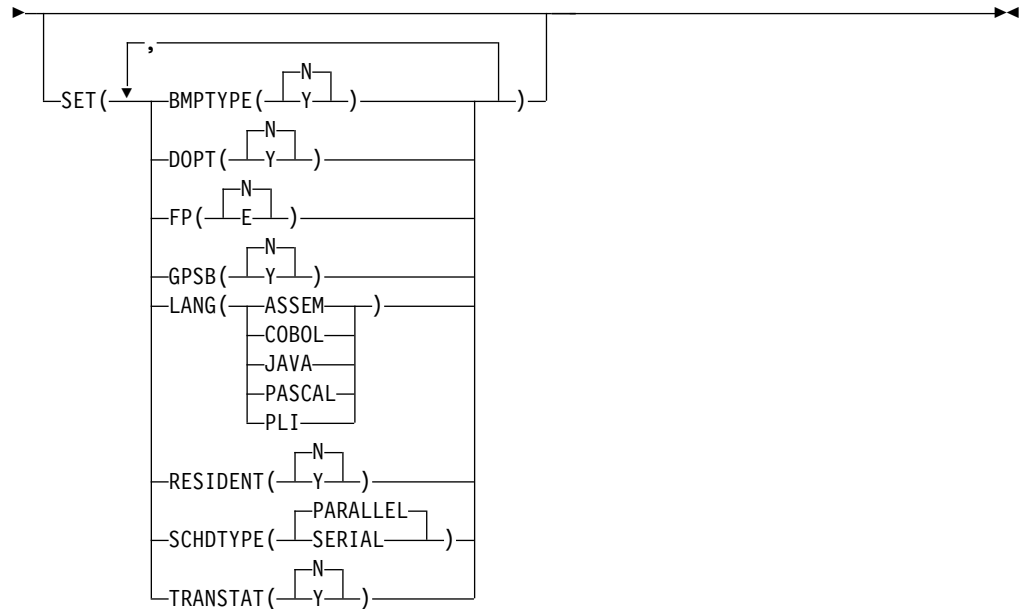 ,
N
SET( BMPTYPE( Y ) )
N
DOPT( Y )
N
FP( E )
N
GPSB( Y )
LANG( ASSEM )
COBOL
JAVA
PASCAL
PLI
N
RESIDENT( Y )
PARALLEL
SCHDTYPE( SERIAL )
N
TRANSTAT( Y )